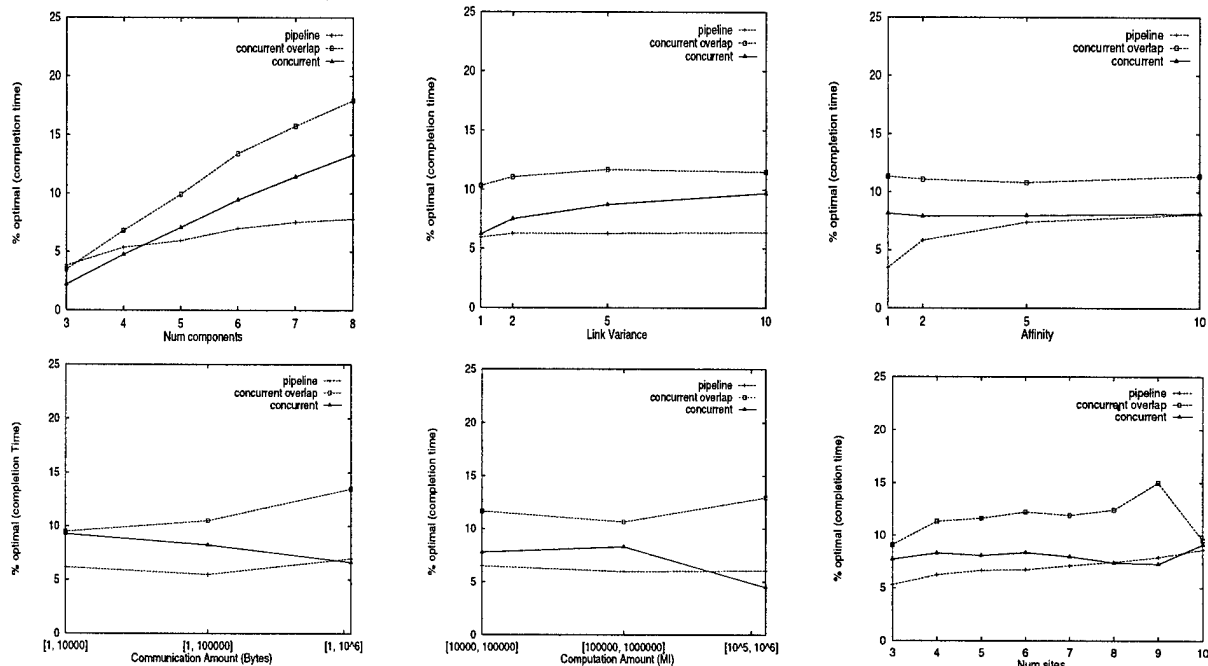 25
20
15
10
5
0
% optimal (completion time)
pipeline
concurrent overlap
concurrent
3 4 5 6 7 8
Num components
25
20
15
10
5
0
% optimal (completion time)
pipeline
concurrent overlap
concurrent
1 2 5 10
Link Variance
25
20
15
10
5
0
% optimal (completion time)
pipeline
concurrent overlap
concurrent
1 2 5 10
Affinity
25
20
15
10
5
0
% optimal (completion Time)
pipeline
concurrent overlap
concurrent
[1, 10000] [1, 100000] [1, 10^6]
Communication Amount (Bytes)
25
20
15
10
5
0
% optimal (completion time)
pipeline
concurrent overlap
concurrent
[10000, 100000] [100000, 1000000] [10^5, 10^6]
Computation Amount (MI)
25
20
15
10
5
0
% optimal (completion time)
pipeline
concurrent overlap
concurrent
3 4 5 6 7 8 9 10
Num sites